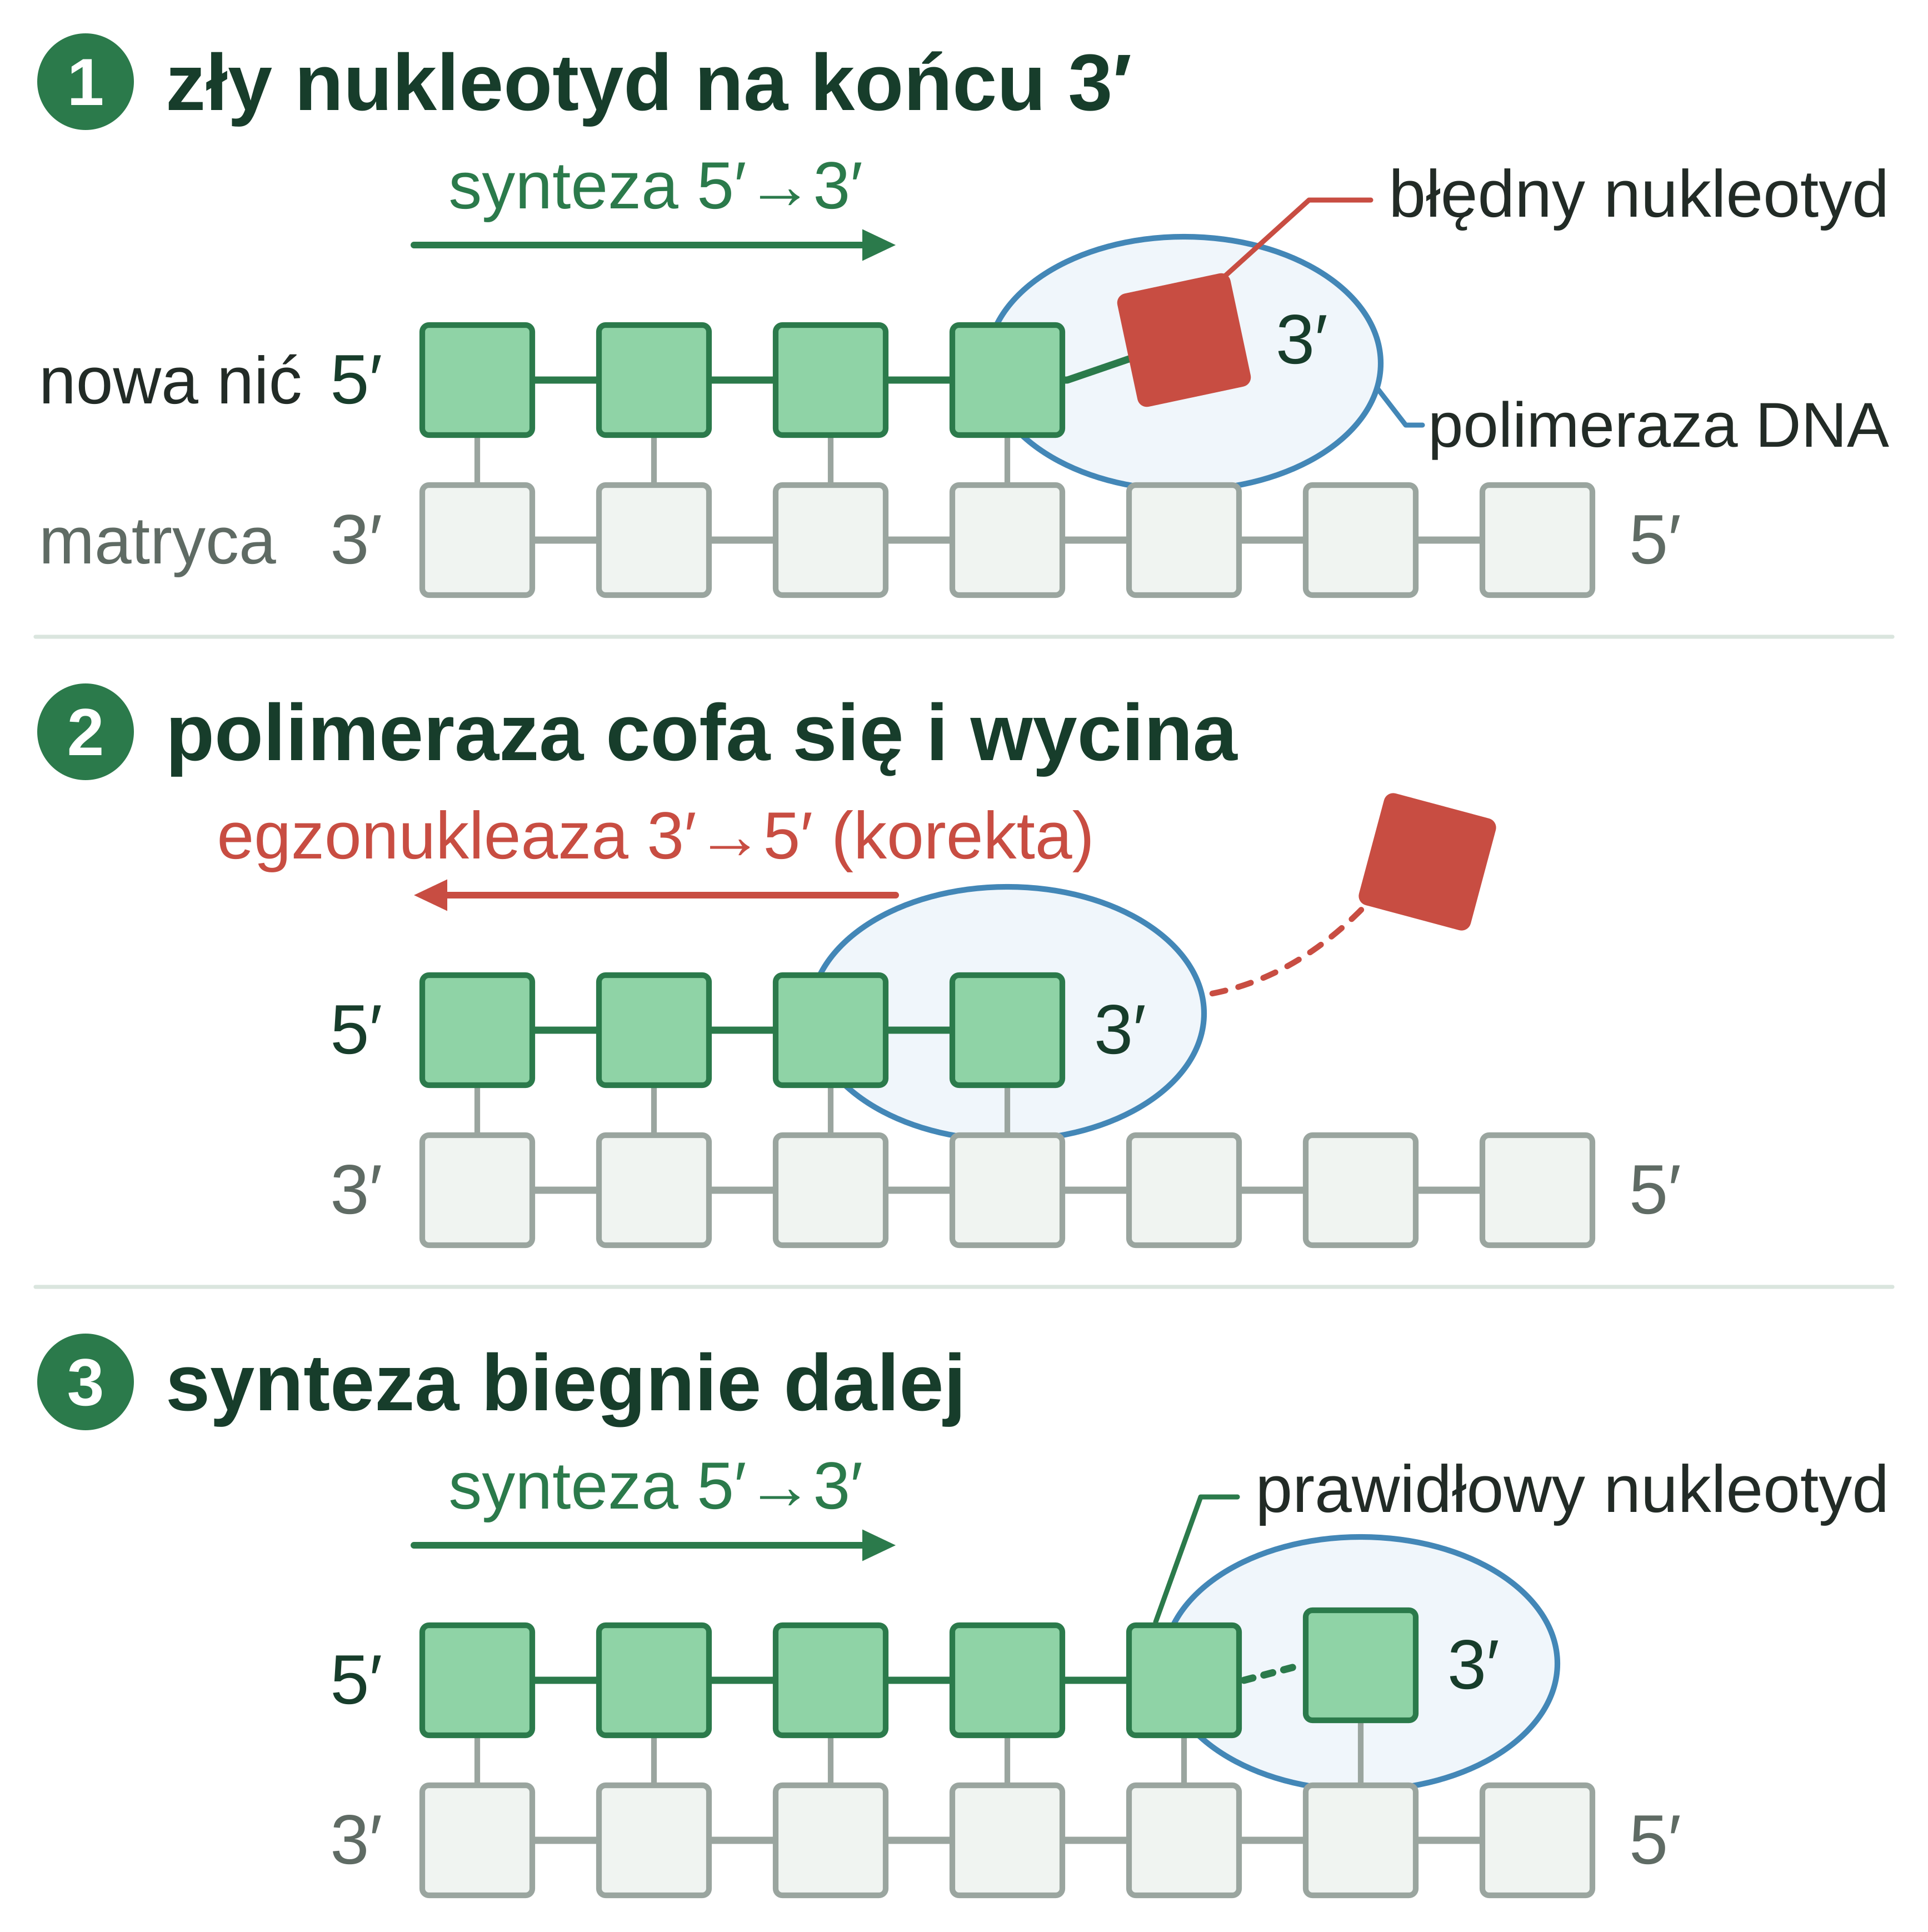 1 zły nukleotyd na końcu 3′
synteza 5′→3′
błędny nukleotyd
3′
nowa nić 5′
polimeraza DNA
matryca 3′ 5′
2 polimeraza cofa się i wycina
egzonukleaza 3′→5′ (korekta)
5′ 3′
3′ 5′
3 synteza biegnie dalej
synteza 5′→3′
prawidłowy nukleotyd
5′ 3′
3′ 5′